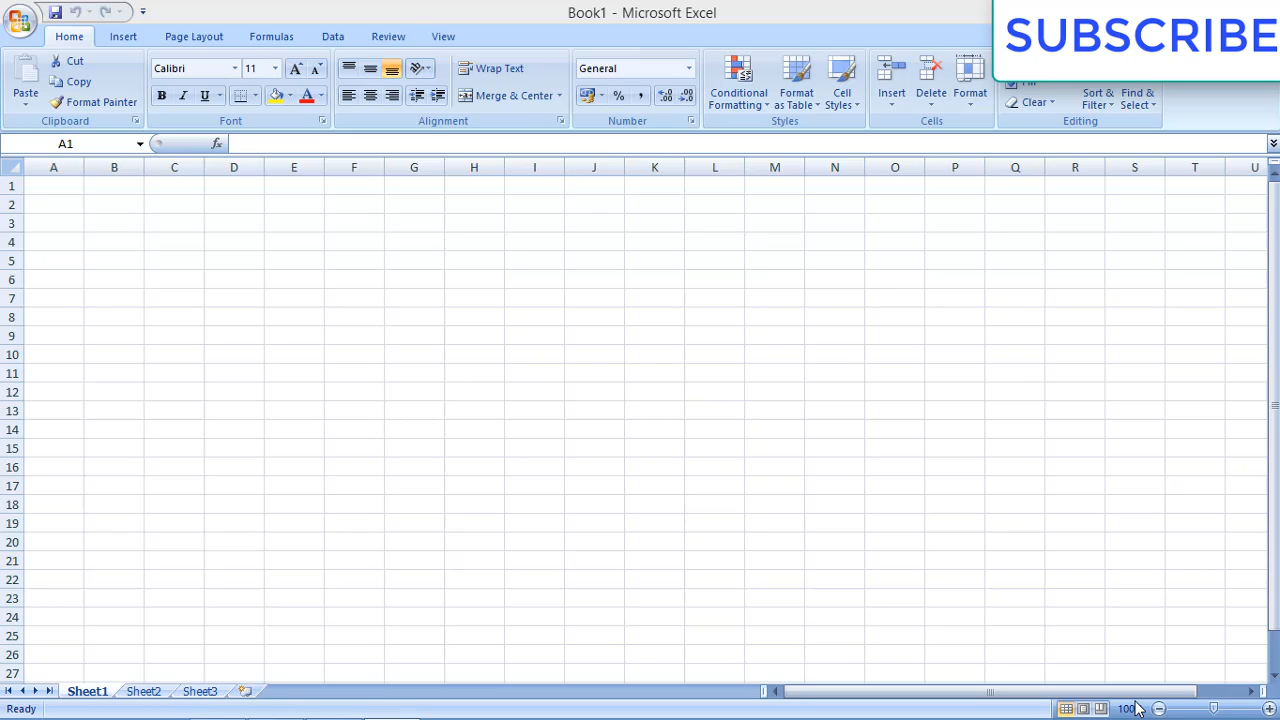 Book1 - Microsoft Excel
SUBSCRIBE
Home Insert Page Layout Formulas Data Review View
Paste
Cut
Copy
Format Painter
Clipboard
Calibri 11
B I U
Font
Wrap Text
Merge & Center
Alignment
General
% ,
Number
Conditional Formatting
Format as Table
Cell Styles
Styles
Insert
Delete
Format
Cells
Clear
Sort & Filter
Find & Select
Editing
A1
fx
A B C D E F G H I J K L M N O P Q R S T U
1
2
3
4
5
6
7
8
9
10
11
12
13
14
15
16
17
18
19
20
21
22
23
24
25
26
27
Sheet1 Sheet2 Sheet3
Ready
100